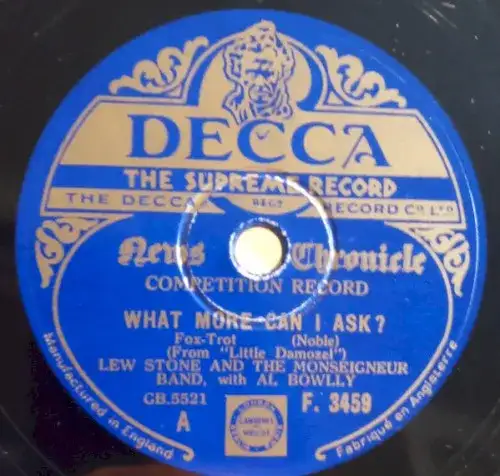 DECCA
THE SUPREME RECORD
THE DECCA REGD RECORD Co LTD
News Chronicle
COMPETITION RECORD
WHAT MORE CAN I ASK?
Fox-Trot (Noble)
(From "Little Damozel")
LEW STONE AND THE MONSEIGNEUR
BAND, with AL BOWLLY
GB.5521
A
F. 3459
Manufactured in England
Fabriqué en Angleterre